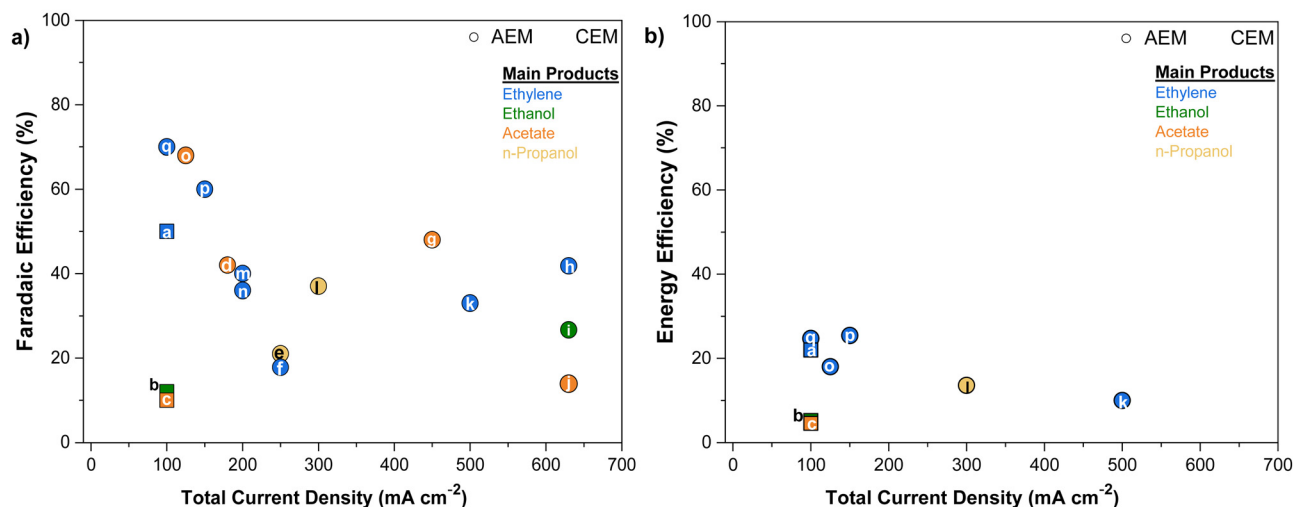 a)
AEM CEM
Main Products
Ethylene
Ethanol
Acetate
n-Propanol
Faradaic Efficiency (%)
100
80
60
40
20
0
q
o
p
a
d
m
n
l
g
h
k
e
f
i
b
c
j
0 100 200 300 400 500 600 700
Total Current Density (mA cm⁻²)
b)
AEM CEM
Main Products
Ethylene
Ethanol
Acetate
n-Propanol
Energy Efficiency (%)
100
80
60
40
20
0
q
a
p
o
l
k
b
c
0 100 200 300 400 500 600 700
Total Current Density (mA cm⁻²)